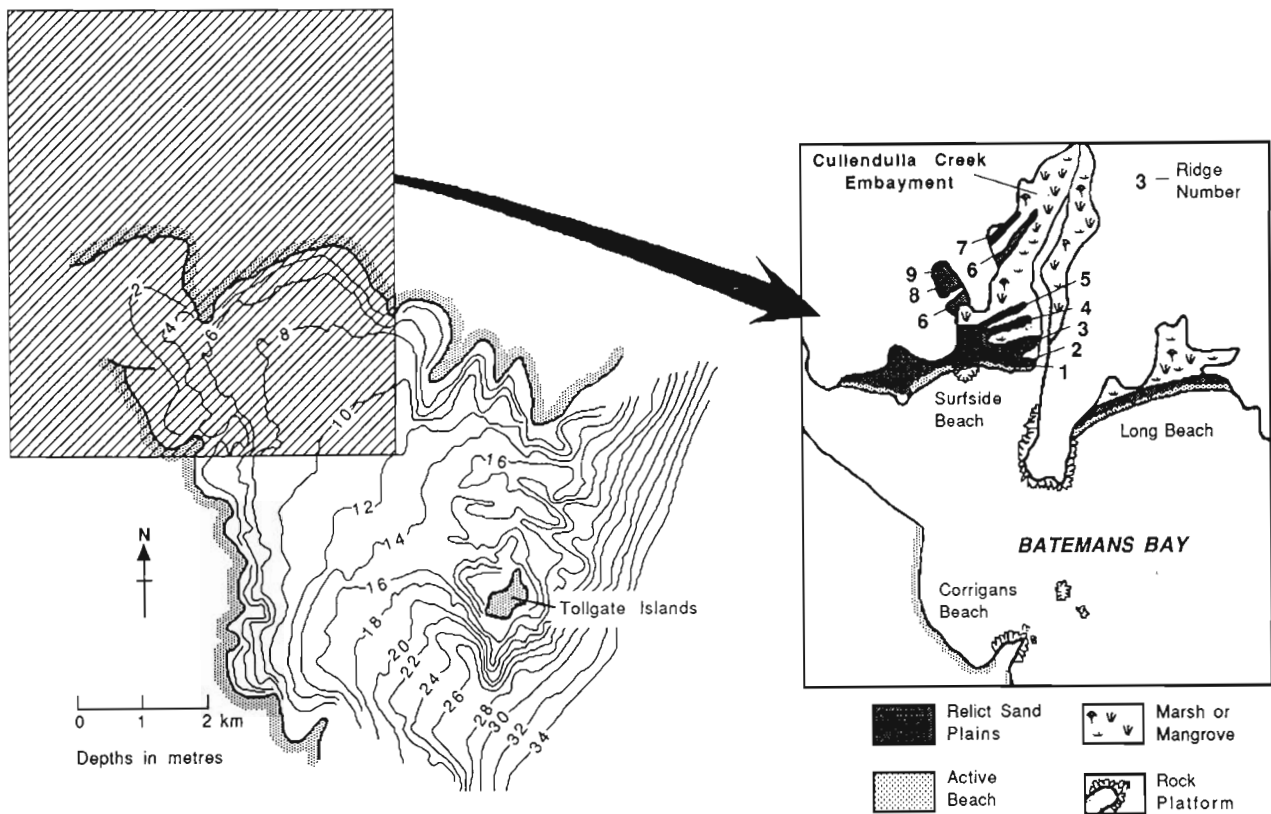 2
4
6
8
10
12
14
16
16
18
20
22
24
26
28
30
32
34
N
Tollgate Islands
0 1 2 km
Depths in metres
Cullendulla Creek
Embayment
3 — Ridge
Number
7
6
9
8
6
5
4
3
2
1
Surfside
Beach
Long Beach
BATEMANS BAY
Corrigans
Beach
Relict Sand
Plains
Marsh or
Mangrove
Active
Beach
Rock
Platform